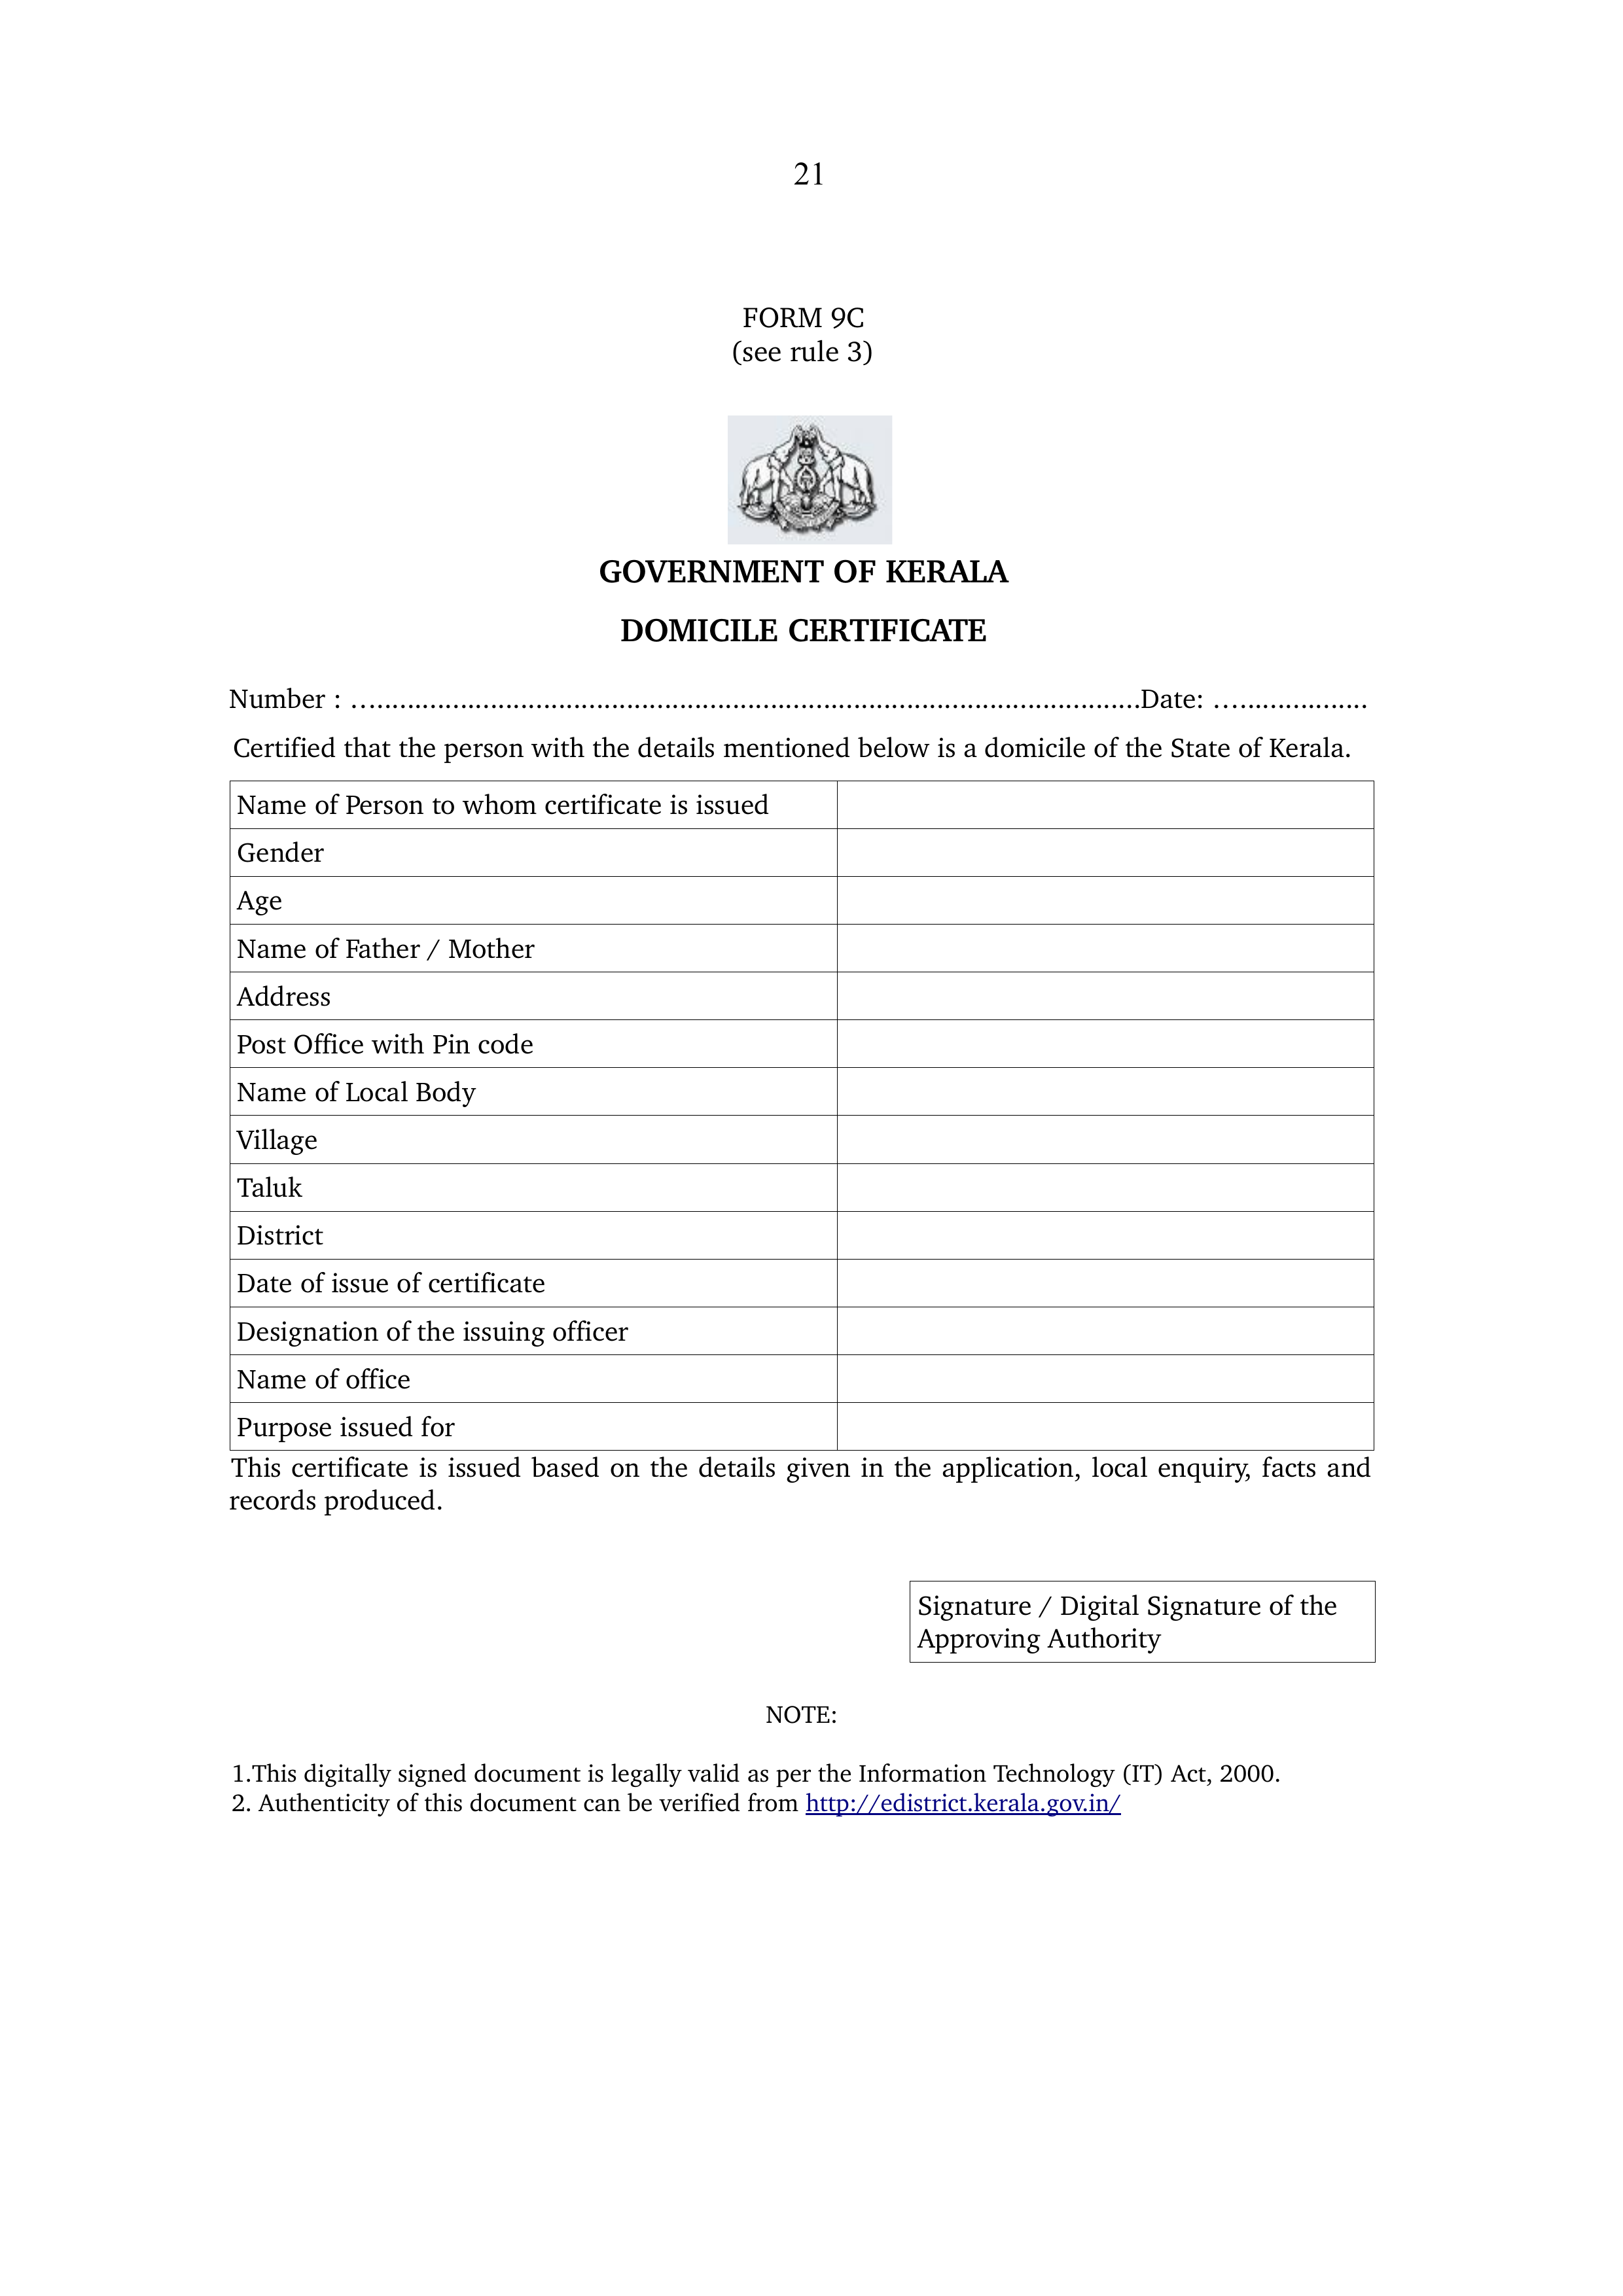 21
FORM 9C
(see rule 3)
GOVERNMENT OF KERALA
DOMICILE CERTIFICATE
Number : …......................................................................................................Date: ….................
Certified that the person with the details mentioned below is a domicile of the State of Kerala.
Name of Person to whom certificate is issued
Gender
Age
Name of Father / Mother
Address
Post Office with Pin code
Name of Local Body
Village
Taluk
District
Date of issue of certificate
Designation of the issuing officer
Name of office
Purpose issued for
This certificate is issued based on the details given in the application, local enquiry, facts and
records produced.
Signature / Digital Signature of the
Approving Authority
NOTE:
1.This digitally signed document is legally valid as per the Information Technology (IT) Act, 2000.
2. Authenticity of this document can be verified from http://edistrict.kerala.gov.in/